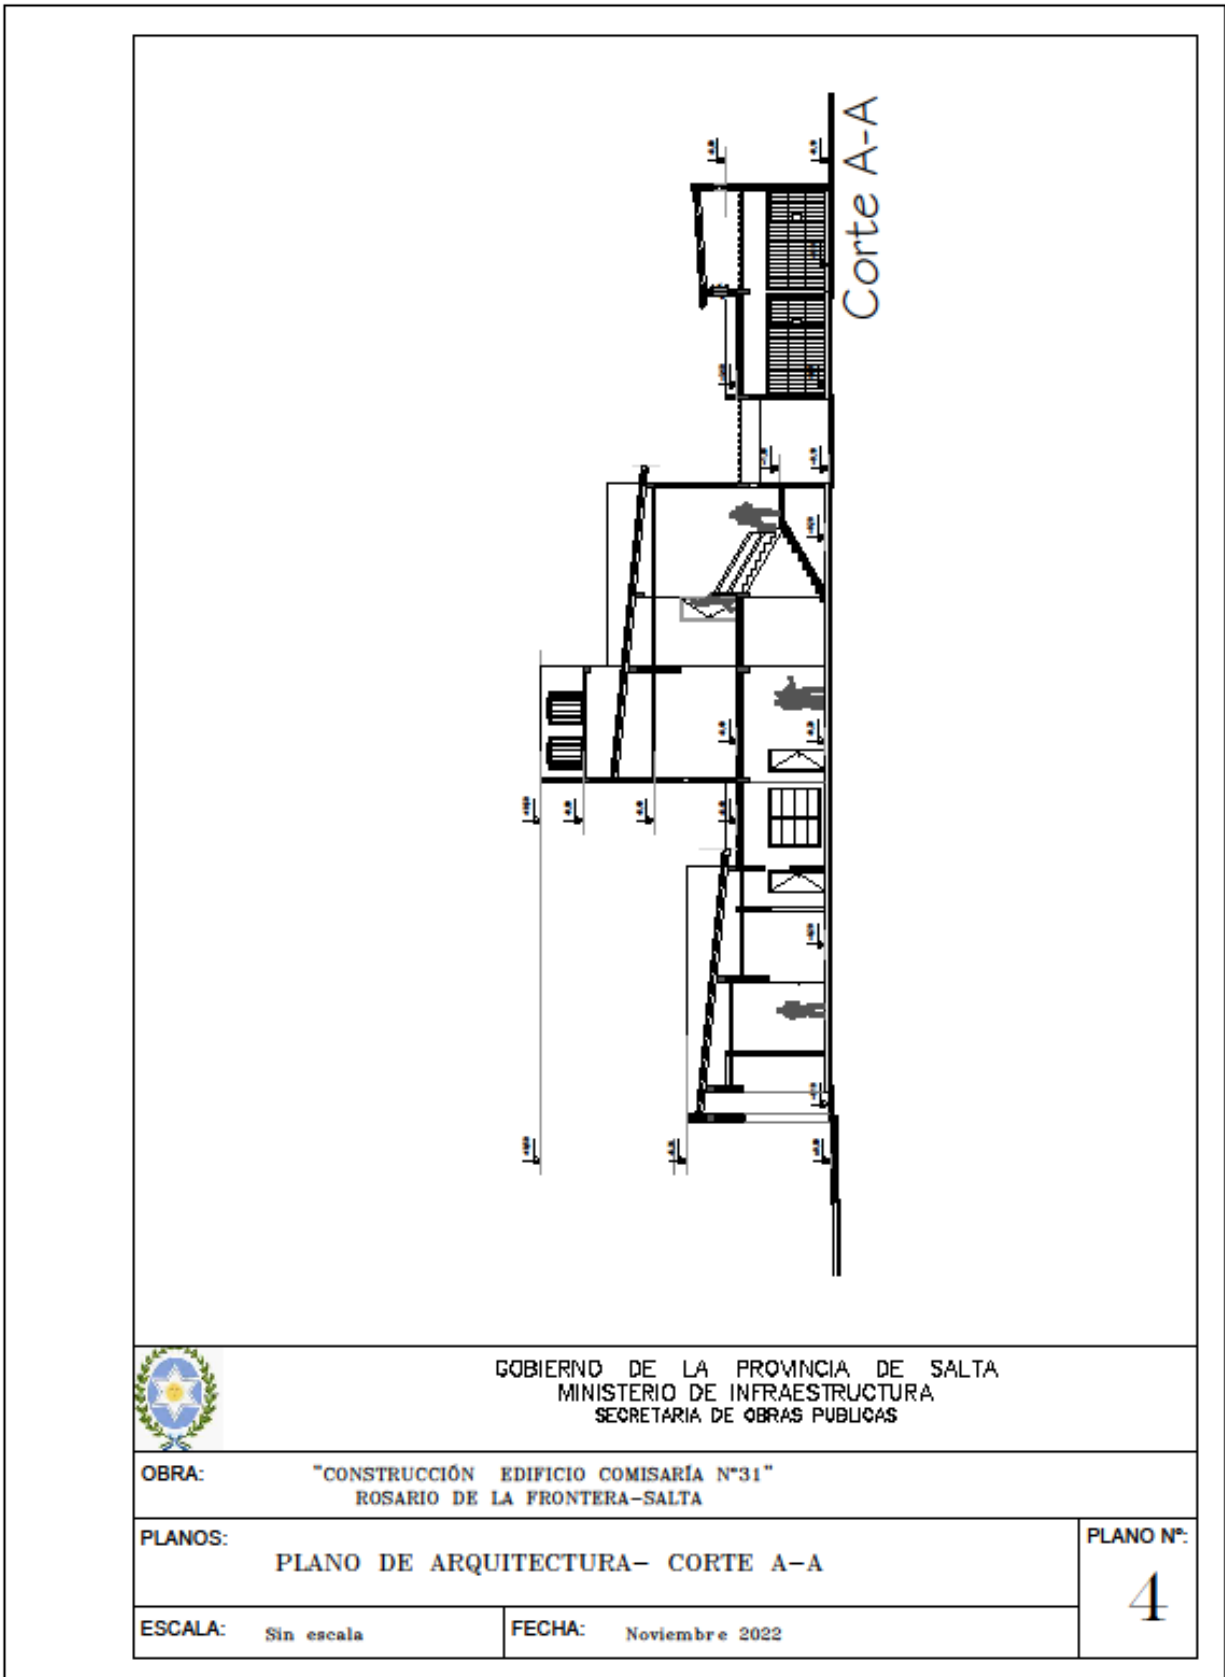 Corte A-A
GOBIERNO DE LA PROVINCIA DE SALTA
MINISTERIO DE INFRAESTRUCTURA
SECRETARIA DE OBRAS PUBLICAS
OBRA:
"CONSTRUCCIÓN EDIFICIO COMISARÍA N°31"
ROSARIO DE LA FRONTERA-SALTA
PLANOS:
PLANO DE ARQUITECTURA- CORTE A-A
PLANO Nº:
4
ESCALA: Sin escala
FECHA: Noviembre 2022